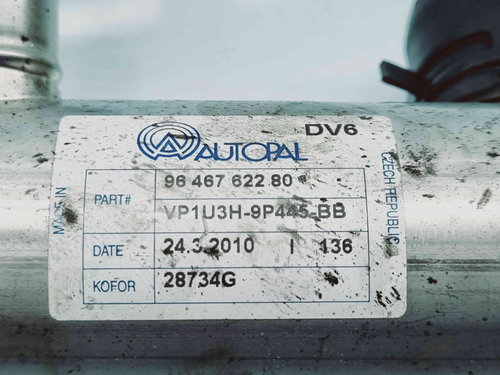 DV6
AUTOPAL
MADE IN
CZECH REPUBLIC
PART# 96 467 622 80
VP1U3H-9P445-BB
DATE 24.3.2010 I 136
KOFOR 28734G